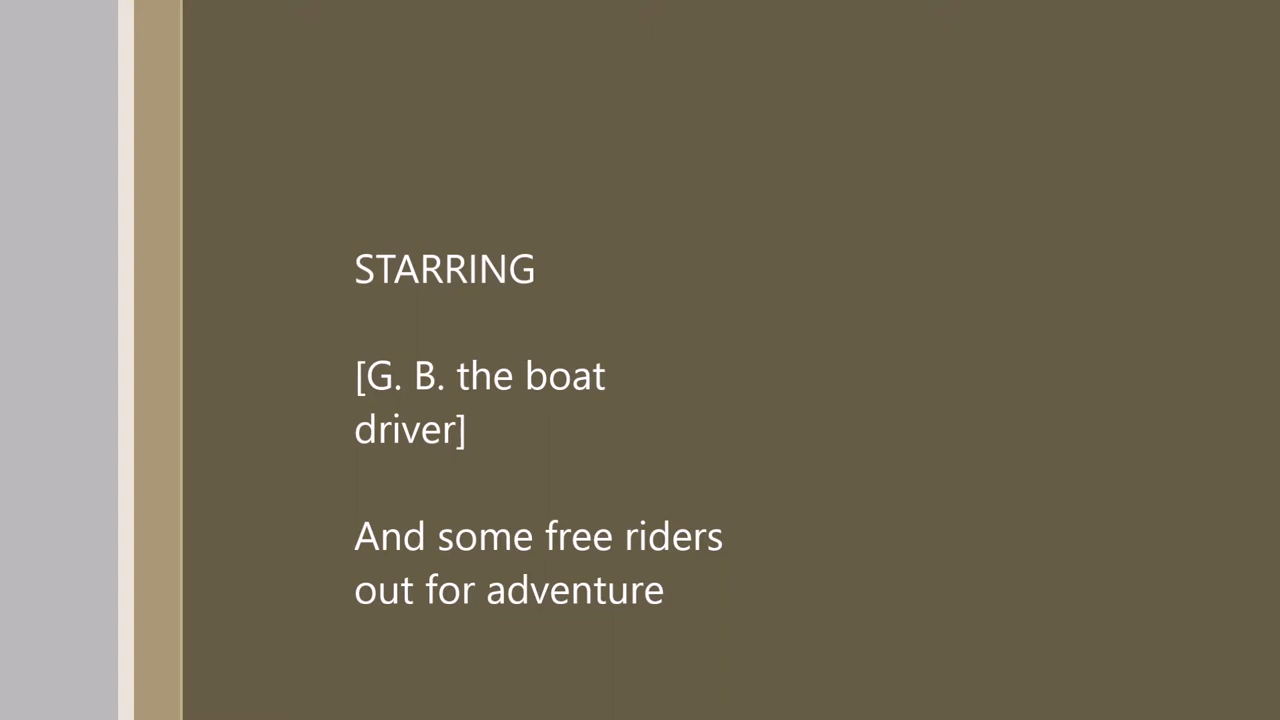 STARRING
[G. B. the boat
driver]
And some free riders
out for adventure